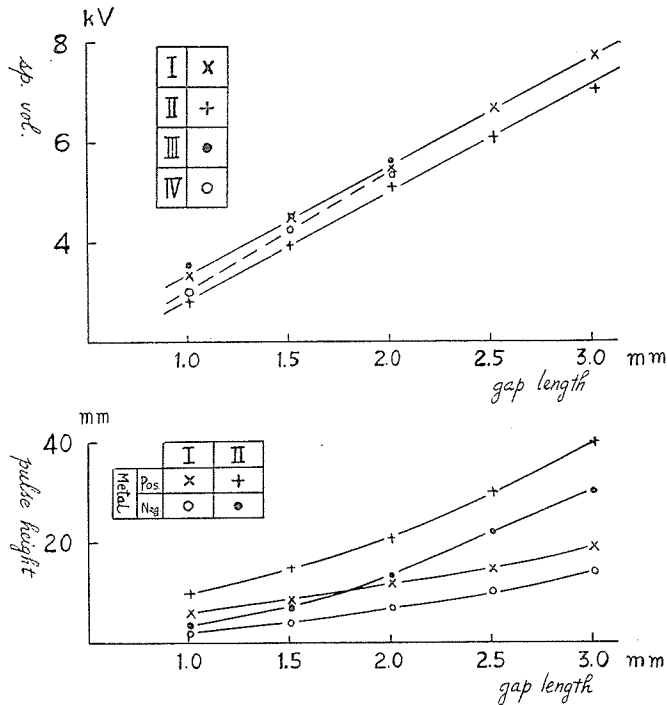 kV
sp. vol.
8
6
4
I x
II +
III •
IV o
1.0 1.5 2.0 2.5 3.0 mm
gap length
mm
pulse height
40
20
I II
Metal
Pos. x +
Neg. o •
1.0 1.5 2.0 2.5 3.0 mm
gap length